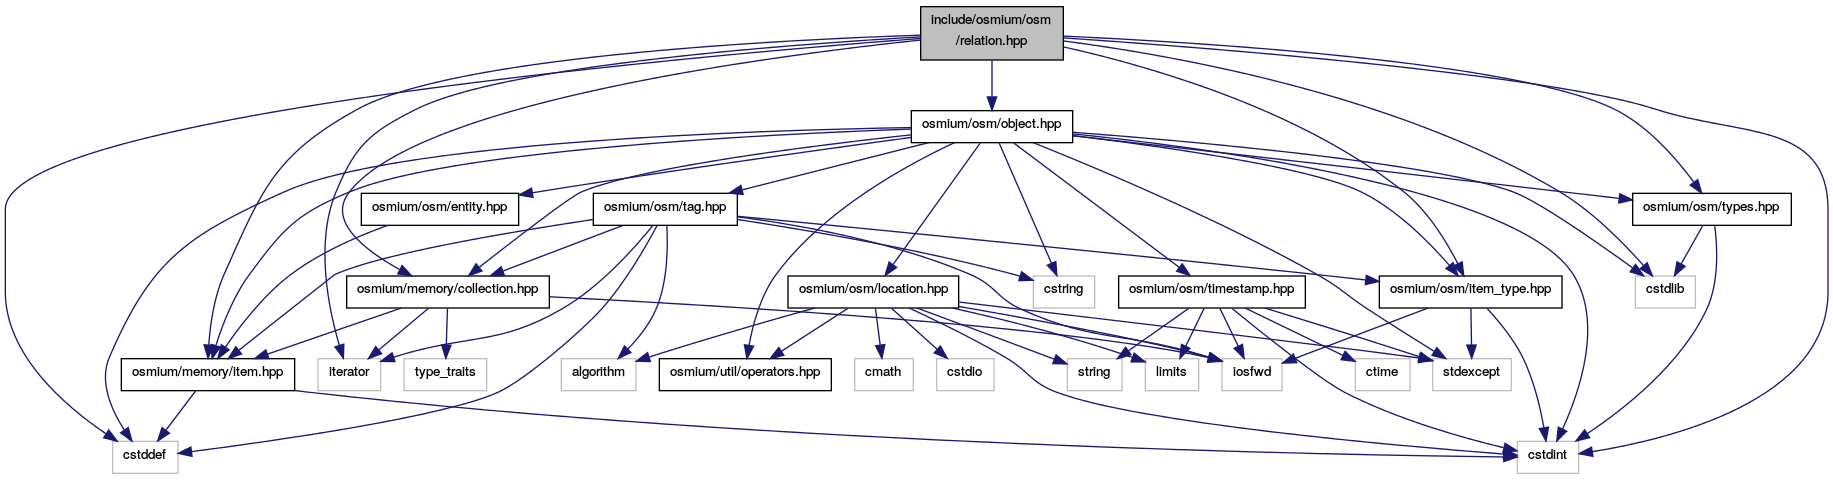 include/osmium/osm
/relation.hpp
osmium/osm/object.hpp
osmium/osm/entity.hpp
osmium/osm/tag.hpp
osmium/osm/types.hpp
osmium/memory/collection.hpp
osmium/osm/location.hpp
cstring
osmium/osm/timestamp.hpp
osmium/osm/item_type.hpp
cstdlib
osmium/memory/item.hpp
iterator
type_traits
algorithm
osmium/util/operators.hpp
cmath
cstdio
string
limits
iosfwd
ctime
stdexcept
cstddef
cstdint